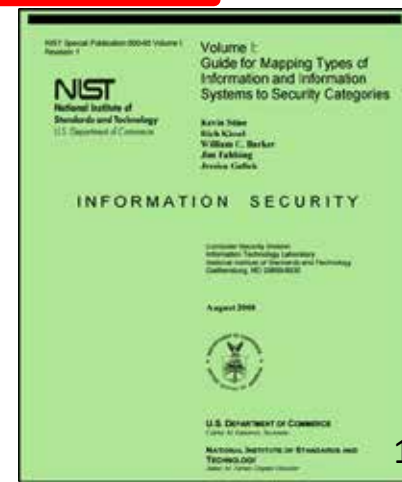 NIST Special Publication 800-60 Volume I
Revision 1
Volume I:
Guide for Mapping Types of
Information and Information
Systems to Security Categories
NIST
National Institute of
Standards and Technology
U.S. Department of Commerce
Kevin Stine
Rich Kissel
William C. Barker
Jim Fahlsing
Jessica Gulick
INFORMATION SECURITY
Computer Security Division
Information Technology Laboratory
National Institute of Standards and Technology
Gaithersburg, MD
August 2008
U.S. DEPARTMENT OF COMMERCE
NATIONAL INSTITUTE OF STANDARDS AND
TECHNOLOGY
1